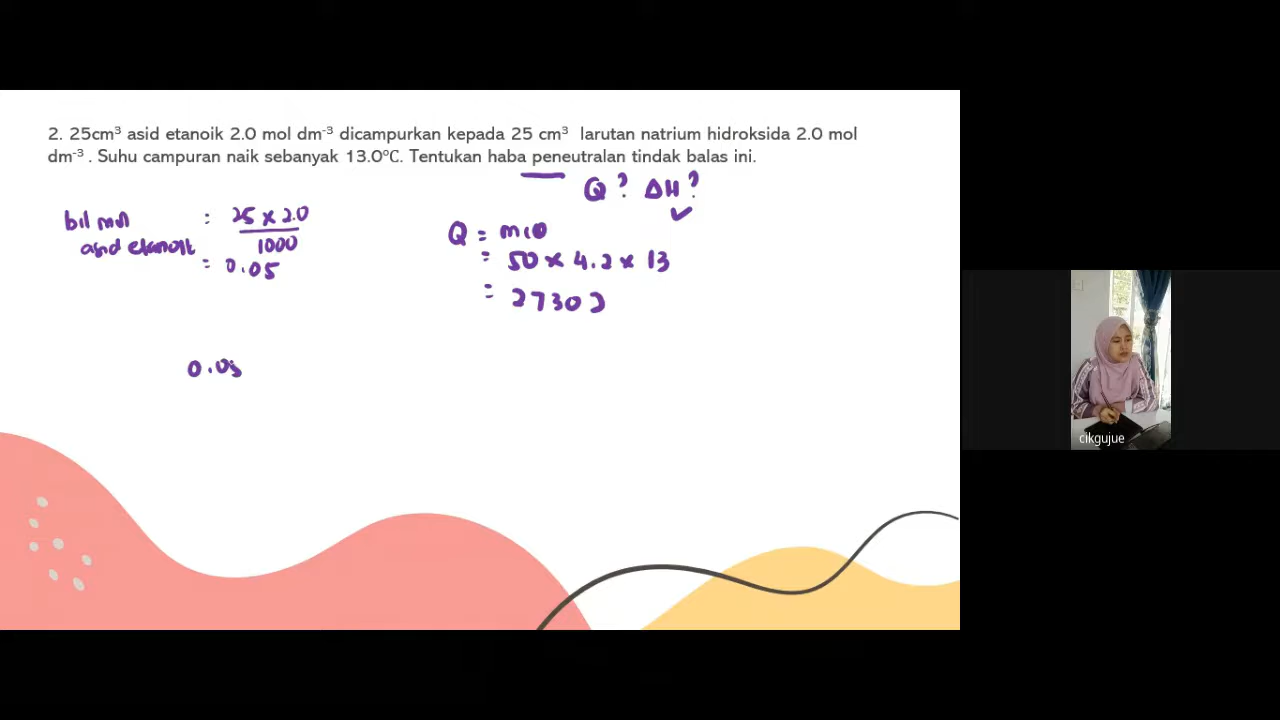 2. 25cm³ asid etanoik 2.0 mol dm⁻³ dicampurkan kepada 25 cm³ larutan natrium hidroksida 2.0 mol
dm⁻³ . Suhu campuran naik sebanyak 13.0°C. Tentukan haba peneutralan tindak balas ini.
Q? ΔH? ✓
bil mol : 25 × 2.0
asid etanoik 1000
= 0.05
Q = mcθ
= 50 × 4.2 × 13
= 2730 J
0.05
cikgujue